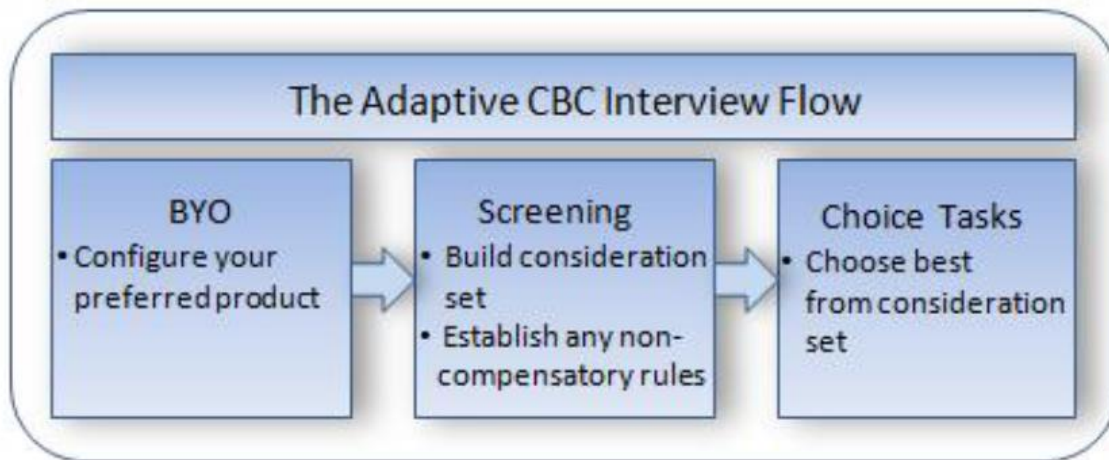 The Adaptive CBC Interview Flow
BYO
• Configure your
preferred product
Screening
• Build consideration
set
• Establish any non-
compensatory rules
Choice Tasks
• Choose best
from consideration
set